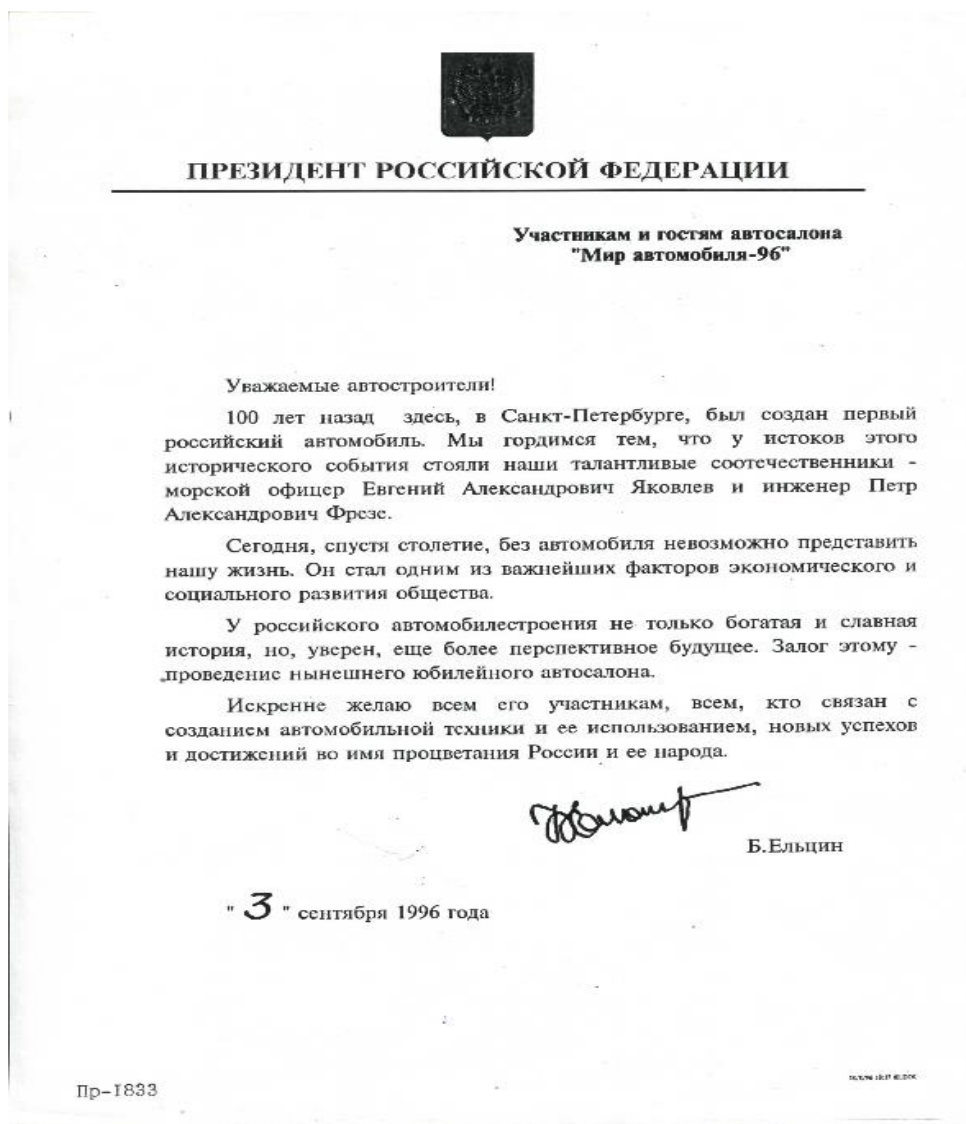 ПРЕЗИДЕНТ РОССИЙСКОЙ ФЕДЕРАЦИИ
Участникам и гостям автосалона
"Мир автомобиля-96"
Уважаемые автостроители!
100 лет назад здесь, в Санкт-Петербурге, был создан первый
российский автомобиль. Мы гордимся тем, что у истоков этого
исторического события стояли наши талантливые соотечественники -
морской офицер Евгений Александрович Яковлев и инженер Петр
Александрович Фрезе.
Сегодня, спустя столетие, без автомобиля невозможно представить
нашу жизнь. Он стал одним из важнейших факторов экономического и
социального развития общества.
У российского автомобилестроения не только богатая и славная
история, но, уверен, еще более перспективное будущее. Залог этому -
проведение нынешнего юбилейного автосалона.
Искренне желаю всем его участникам, всем, кто связан с
созданием автомобильной техники и ее использованием, новых успехов
и достижений во имя процветания России и ее народа.
Б.Ельцин
" 3 " сентября 1996 года
Пр-1833